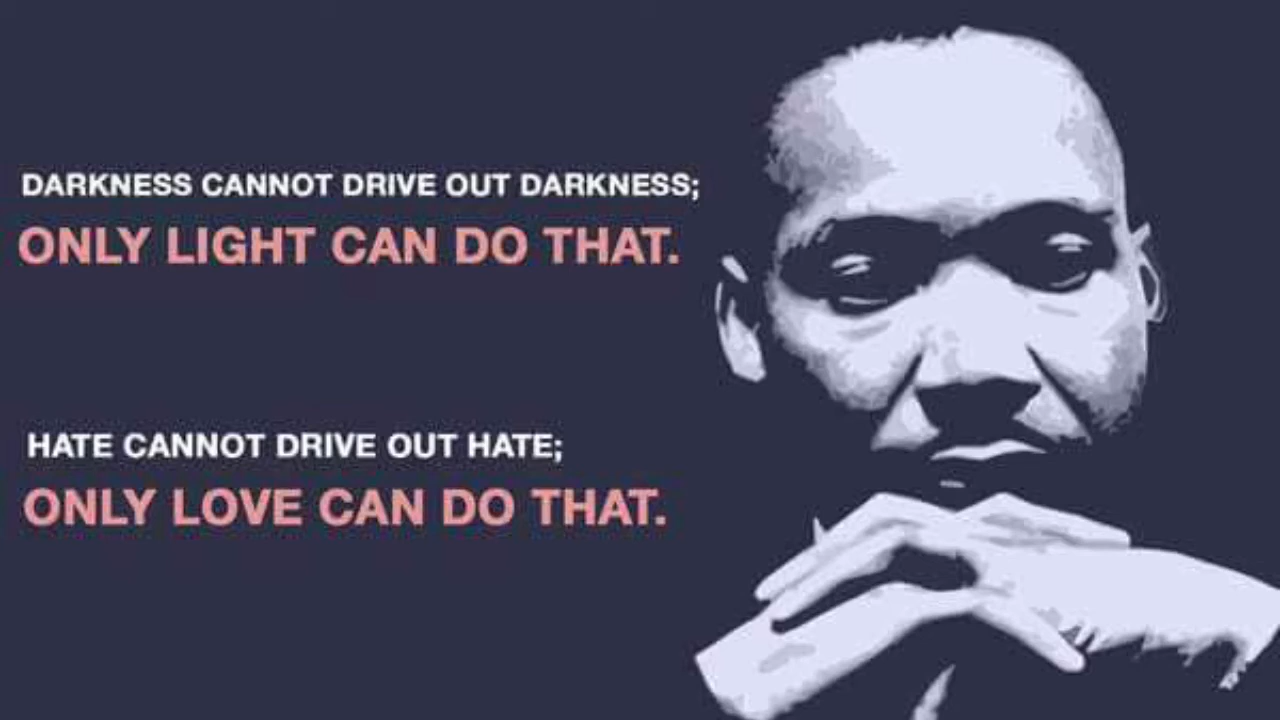 DARKNESS CANNOT DRIVE OUT DARKNESS;
ONLY LIGHT CAN DO THAT.
HATE CANNOT DRIVE OUT HATE;
ONLY LOVE CAN DO THAT.